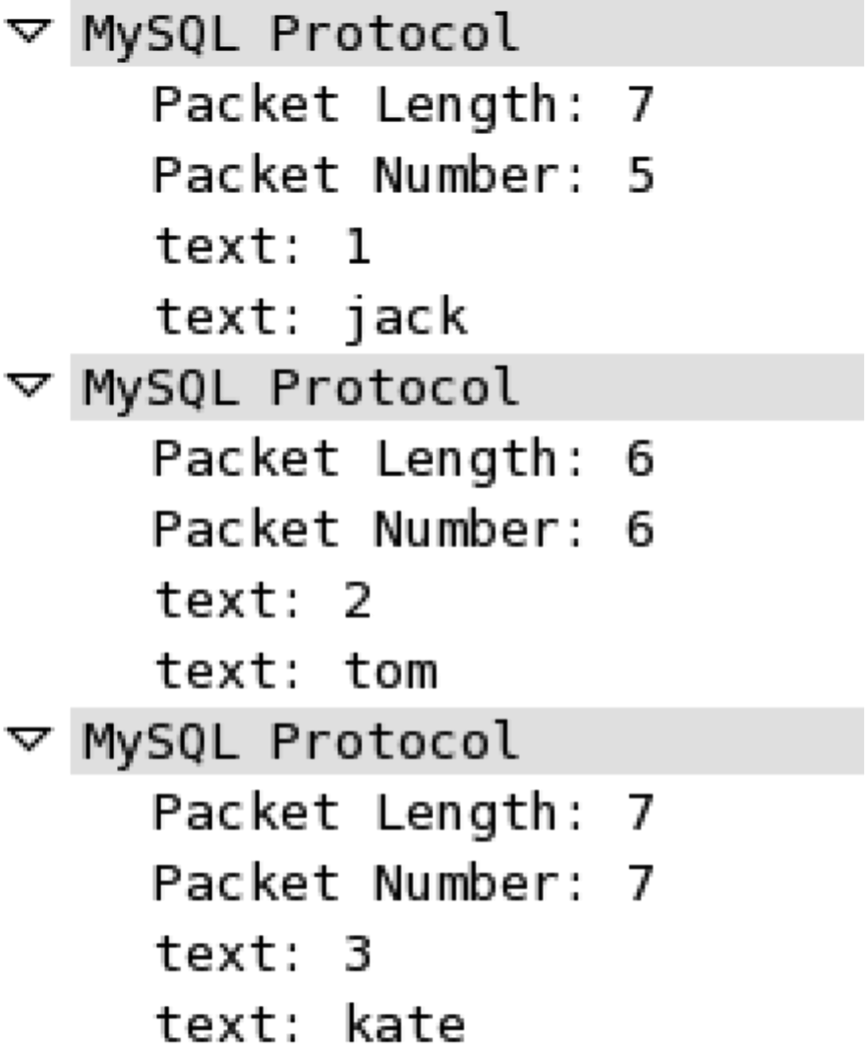 MySQL Protocol
Packet Length: 7
Packet Number: 5
text: 1
text: jack
MySQL Protocol
Packet Length: 6
Packet Number: 6
text: 2
text: tom
MySQL Protocol
Packet Length: 7
Packet Number: 7
text: 3
text: kate